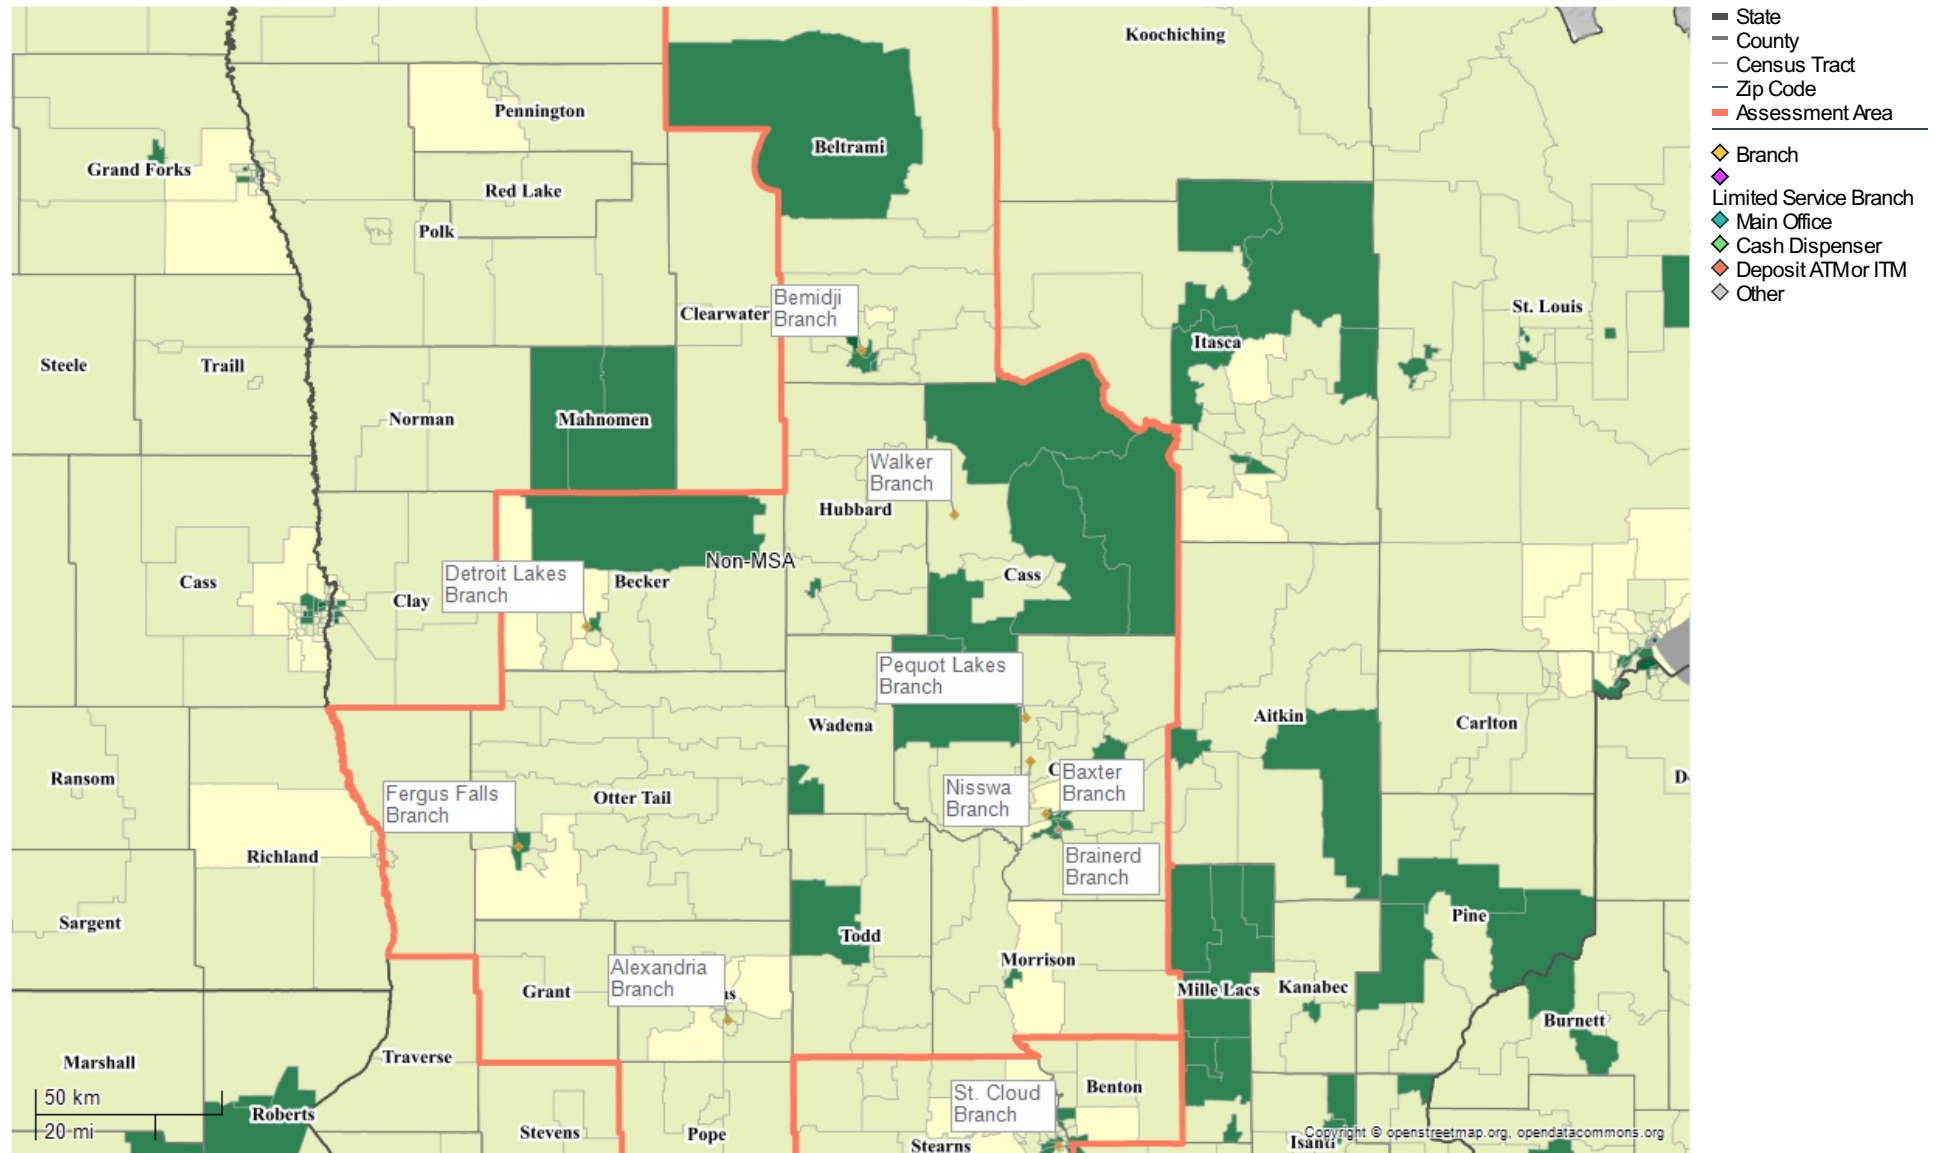 Koochiching
Pennington
Beltrami
Grand Forks
Red Lake
Polk
Bemidji
Branch
Clearwater
St. Louis
Itasca
Steele
Traill
Norman
Mahnomen
Walker
Branch
Hubbard
Non-MSA
Detroit Lakes
Branch
Becker
Cass
Cass
Clay
Pequot Lakes
Branch
Wadena
Aitkin
Carlton
Ransom
Fergus Falls
Branch
Otter Tail
Nisswa
Branch
C
Baxter
Branch
D
Richland
Brainerd
Branch
Sargent
Todd
Pine
Alexandria
Branch
as
Grant
Morrison
Mille Lacs
Kanabec
Burnett
Marshall
Traverse
50 km
20 mi
Roberts
Stevens
Pope
St. Cloud
Branch
Benton
Stearns
Isanti
Copyright © openstreetmap.org, opendatacommons.org
State
County
Census Tract
Zip Code
Assessment Area
Branch
Limited Service Branch
Main Office
Cash Dispenser
Deposit ATM or ITM
Other